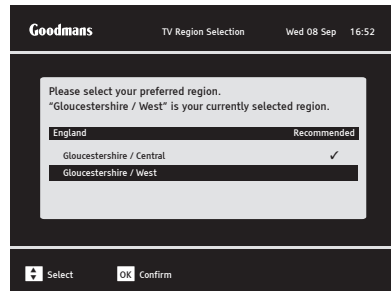 Goodmans TV Region Selection Wed 08 Sep 16:52
Please select your preferred region.
“Gloucestershire / West” is your currently selected region.
England Recommended
Gloucestershire / Central ✓
Gloucestershire / West
Select OK Confirm